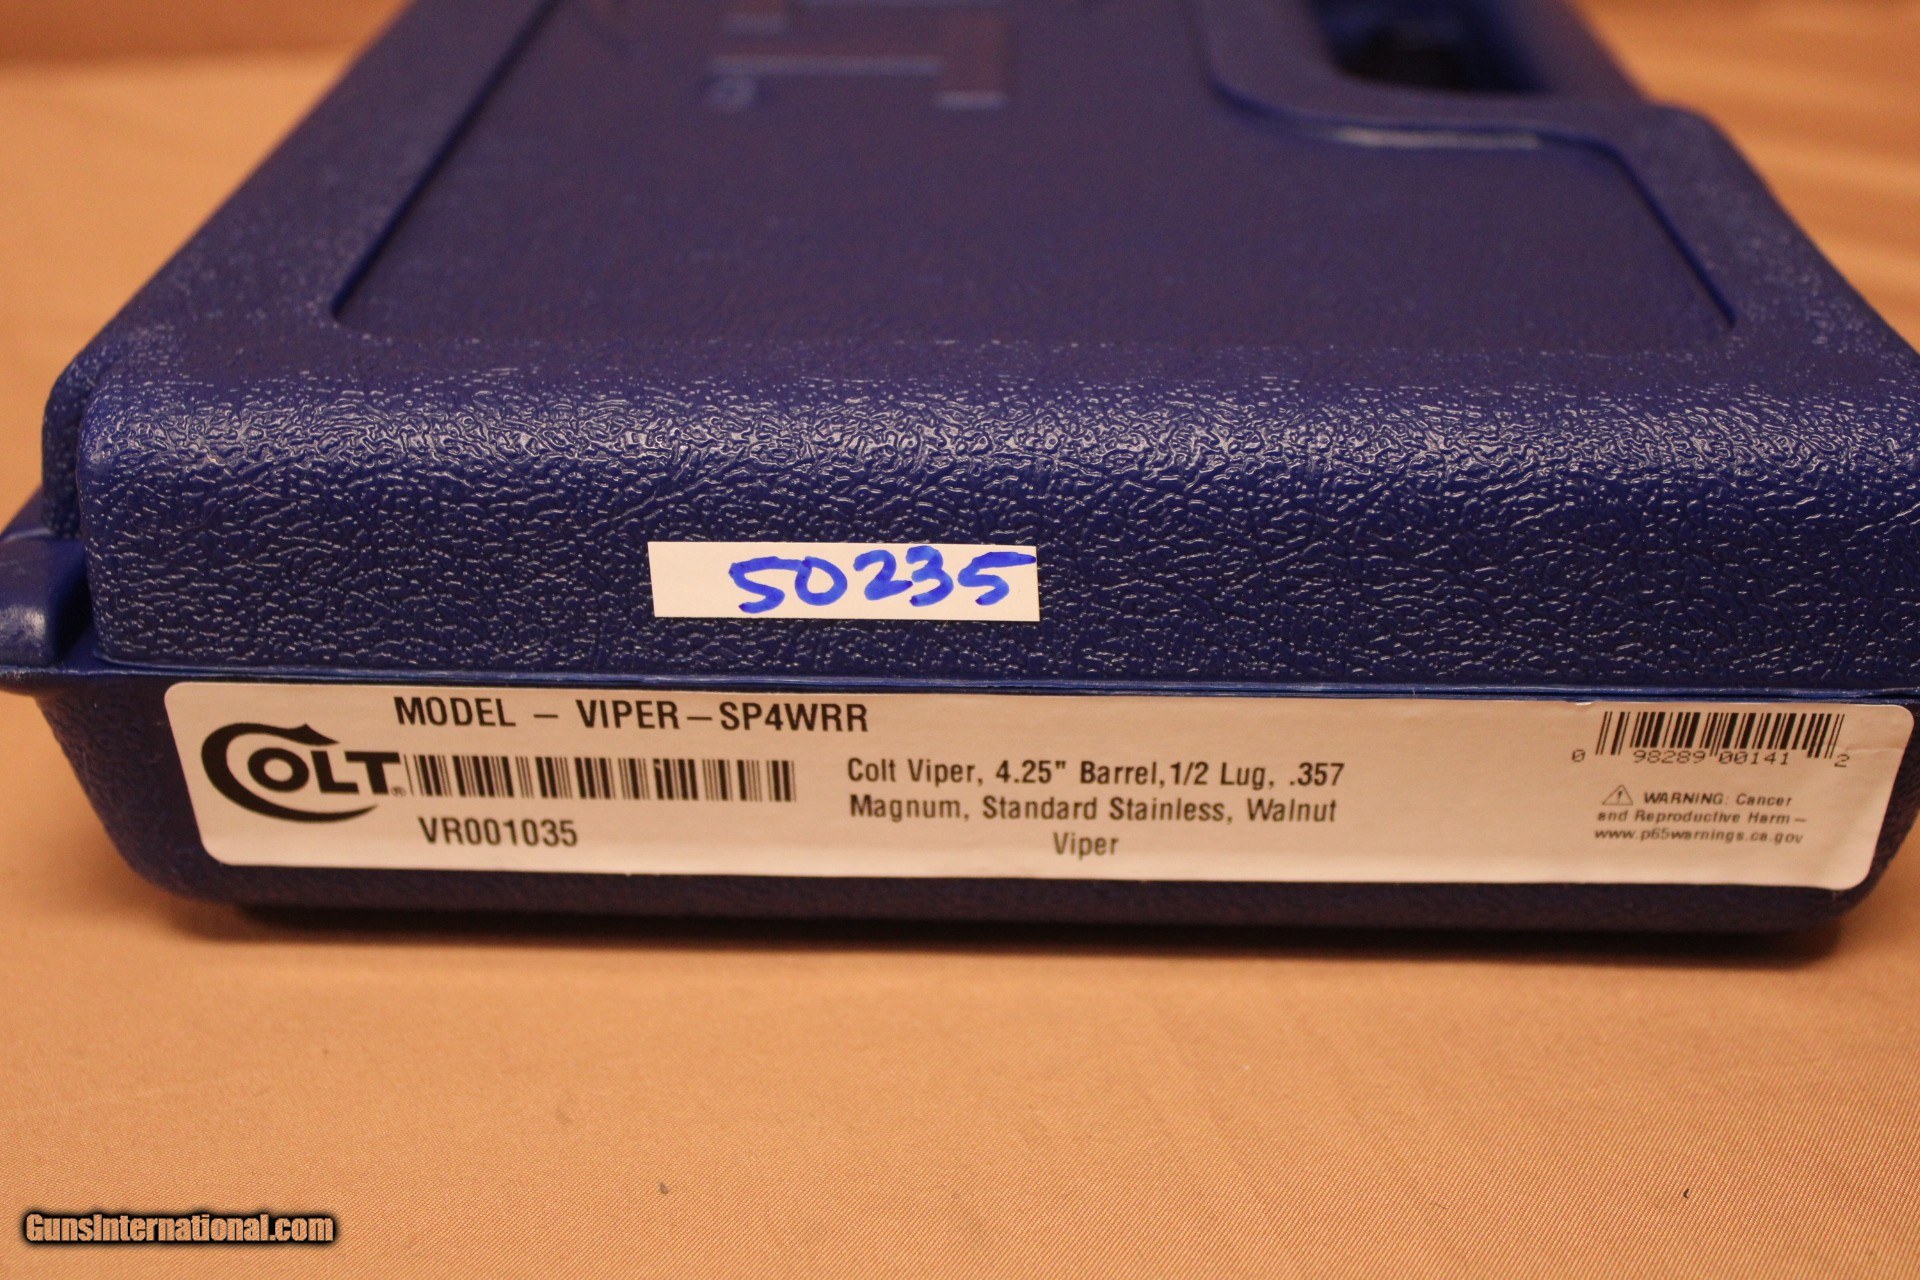 50235
MODEL – VIPER–SP4WRR
COLT®
VR001035
Colt Viper, 4.25" Barrel,1/2 Lug, .357
Magnum, Standard Stainless, Walnut
Viper
0 98289 00141 2
WARNING: Cancer
and Reproductive Harm –
www.p65warnings.ca.gov
GunsInternational.com